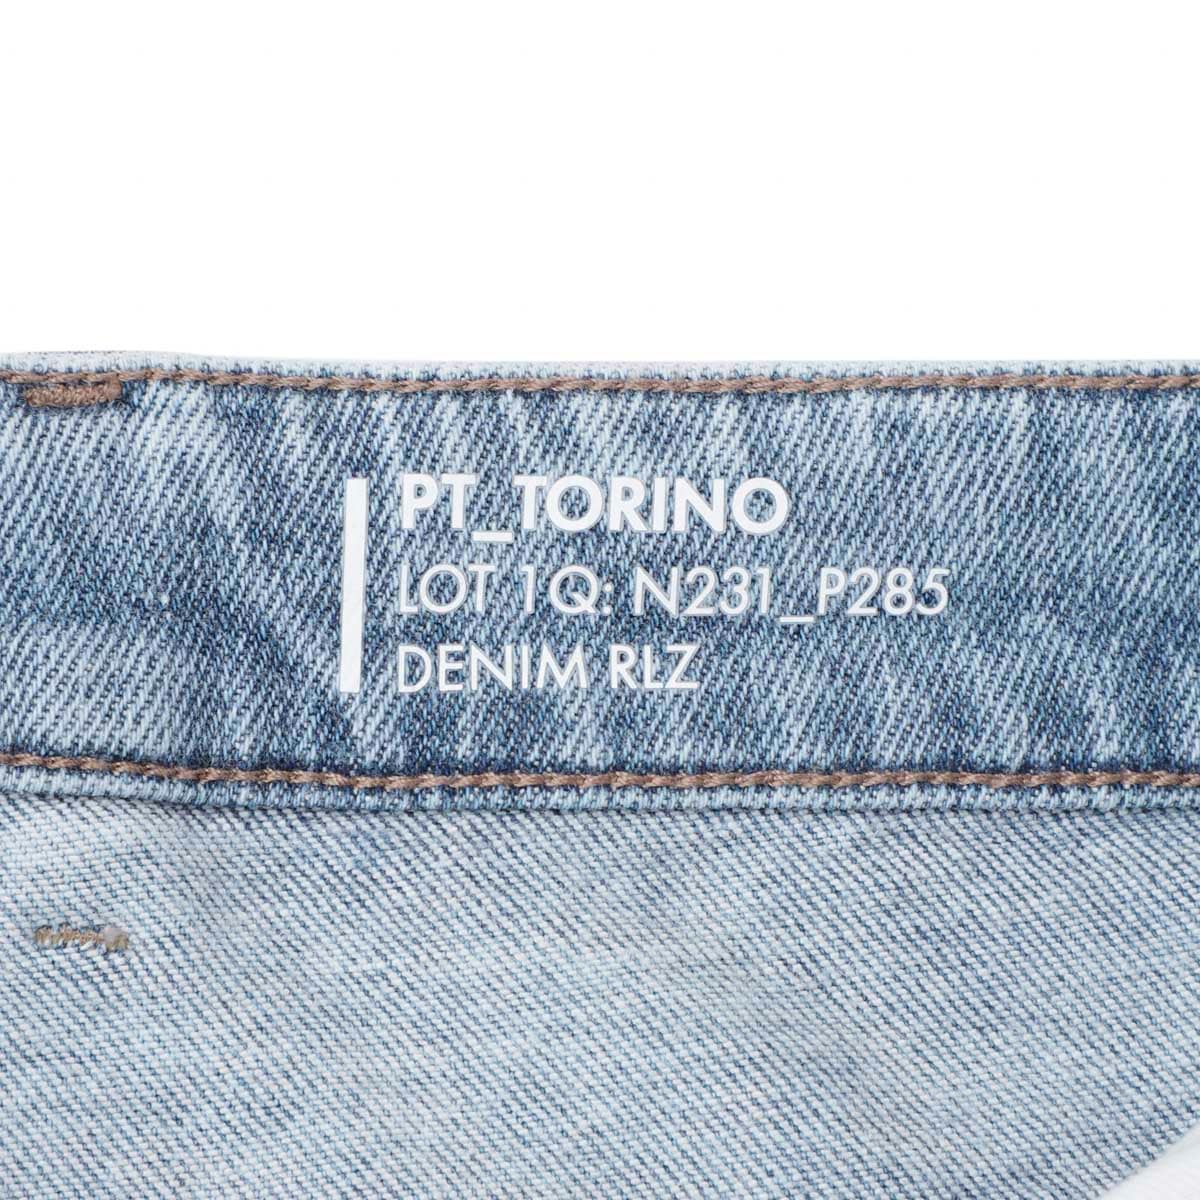 PT_TORINO
LOT 1Q: N231_P285
DENIM RLZ